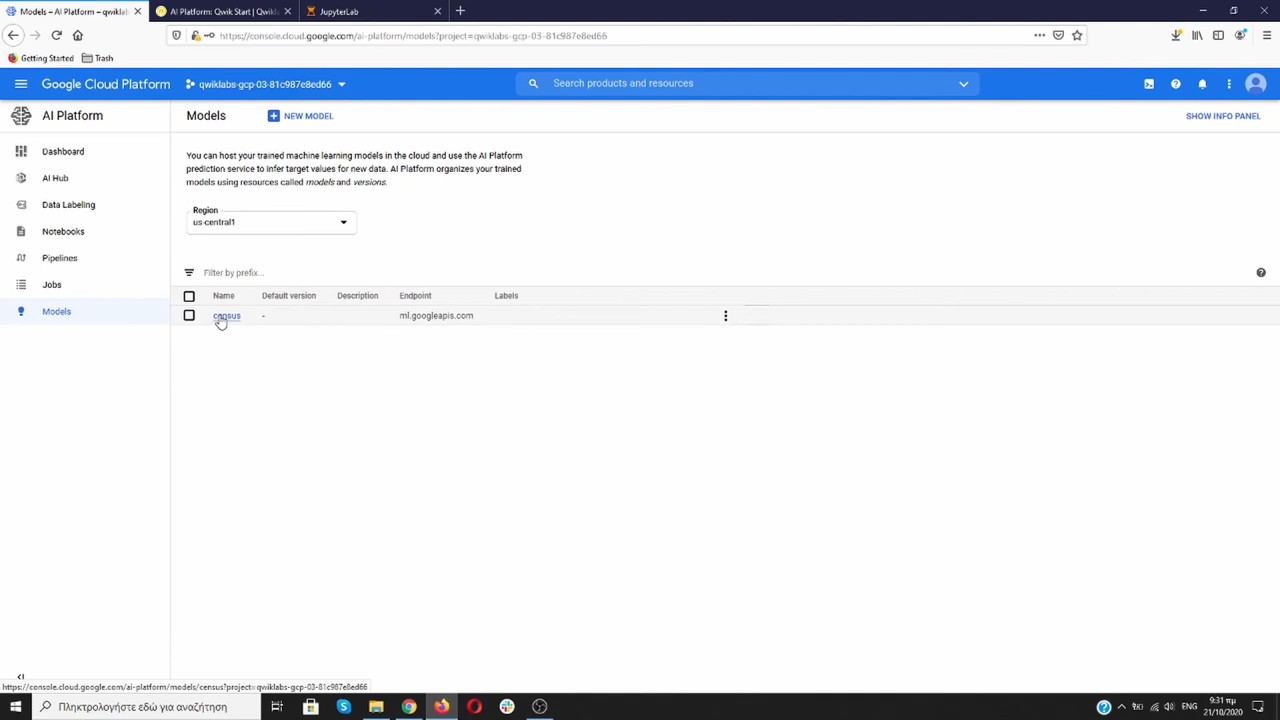 Models – AI Platform – qwiklabs
AI Platform: Qwik Start | Qwikla
JupyterLab
https://console.cloud.google.com/ai-platform/models?project=qwiklabs-gcp-03-81c987e8ed66
Getting Started
Trash
Google Cloud Platform
qwiklabs-gcp-03-81c987e8ed66
Search products and resources
AI Platform
Models
NEW MODEL
SHOW INFO PANEL
Dashboard
AI Hub
Data Labeling
Notebooks
Pipelines
Jobs
Models
You can host your trained machine learning models in the cloud and use the AI Platform
prediction service to infer target values for new data. AI Platform organizes your trained
models using resources called models and versions.
Region
us-central1
Filter by prefix...
Name Default version Description Endpoint Labels
census - ml.googleapis.com
https://console.cloud.google.com/ai-platform/models/census?project=qwiklabs-gcp-03-81c987e8ed66
Πληκτρολογήστε εδώ για αναζήτηση
ENG
9:31 πμ
21/10/2020